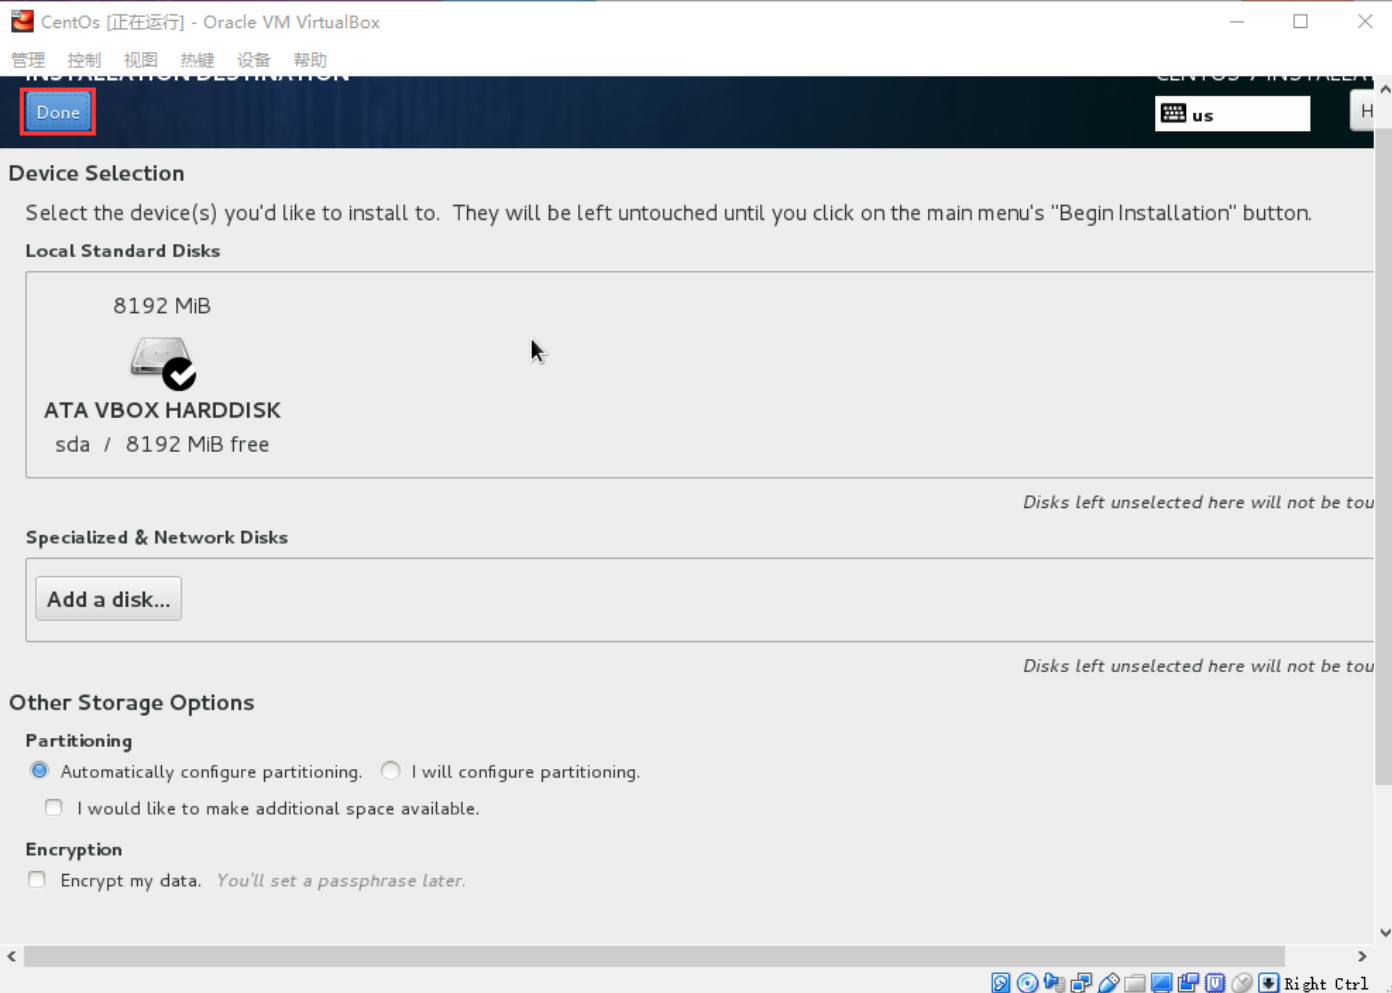 CentOs [正在运行] - Oracle VM VirtualBox
管理 控制 视图 热键 设备 帮助
INSTALLATION DESTINATION
CENTOS 7 INSTALLAT
Done
us
H
Device Selection
Select the device(s) you'd like to install to. They will be left untouched until you click on the main menu's "Begin Installation" button.
Local Standard Disks
8192 MiB
ATA VBOX HARDDISK
sda / 8192 MiB free
Disks left unselected here will not be tou
Specialized & Network Disks
Add a disk...
Disks left unselected here will not be tou
Other Storage Options
Partitioning
Automatically configure partitioning. I will configure partitioning.
I would like to make additional space available.
Encryption
Encrypt my data. You'll set a passphrase later.
Right Ctrl